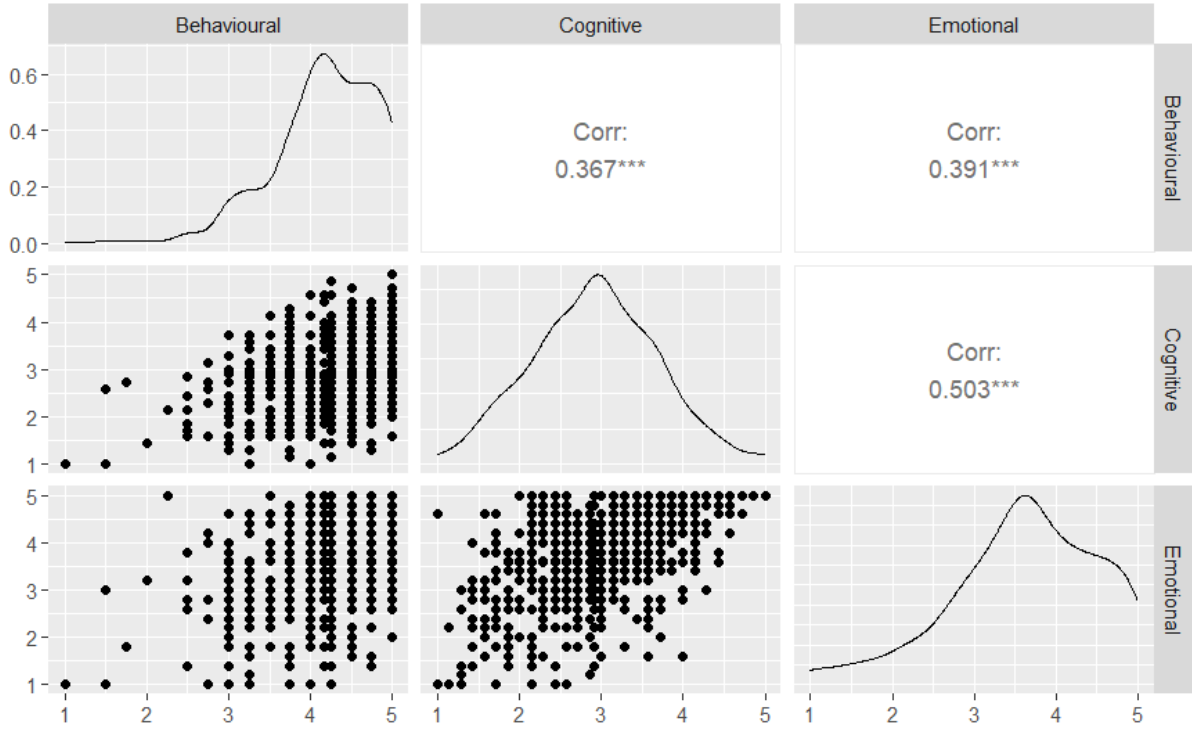 Behavioural
Cognitive
Emotional
0.6
0.4
0.2
0.0
Corr:
0.367***
Corr:
0.391***
Behavioural
5
4
3
2
1
Corr:
0.503***
Cognitive
5
4
3
2
1
Emotional
1 2 3 4 5
1 2 3 4 5
1 2 3 4 5